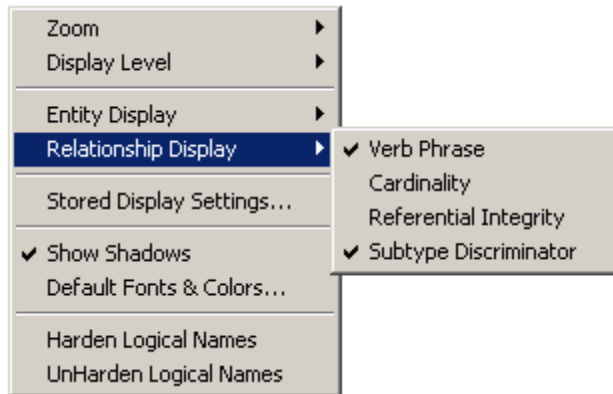 Zoom
Display Level
Entity Display
Relationship Display
Verb Phrase
Cardinality
Referential Integrity
Subtype Discriminator
Stored Display Settings...
Show Shadows
Default Fonts & Colors...
Harden Logical Names
UnHarden Logical Names